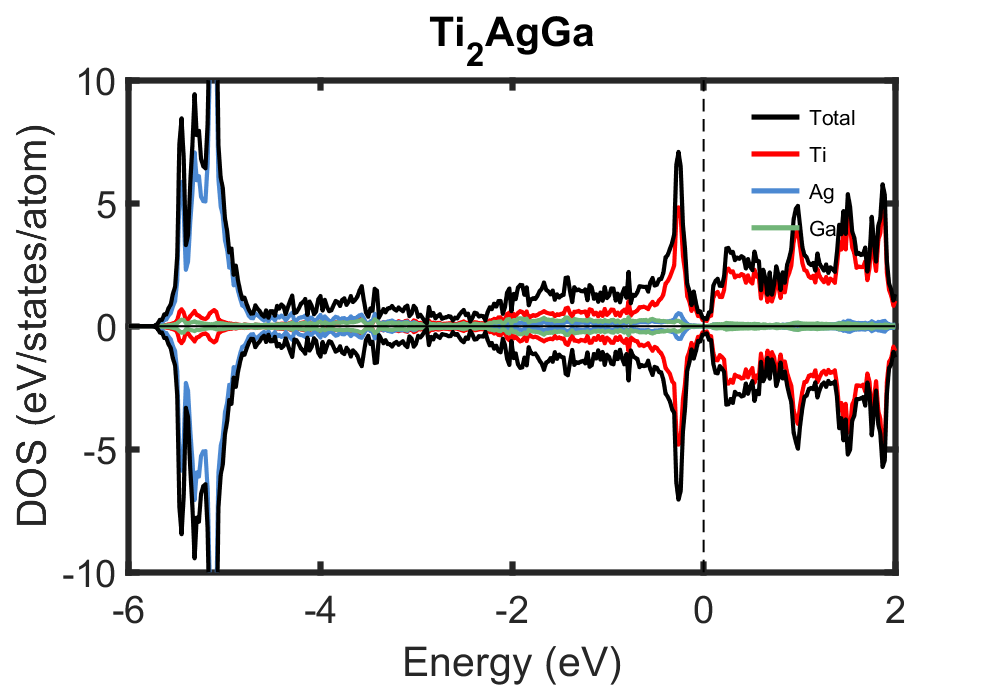 Ti₂AgGa
10
5
0
-5
-10
DOS (eV/states/atom)
Total
Ti
Ag
Ga
-6 -4 -2 0 2
Energy (eV)